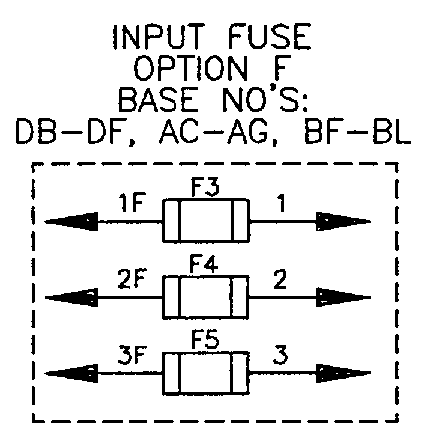 INPUT FUSE
OPTION F
BASE NO'S:
DB-DF, AC-AG, BF-BL
1F F3 1
2F F4 2
3F F5 3